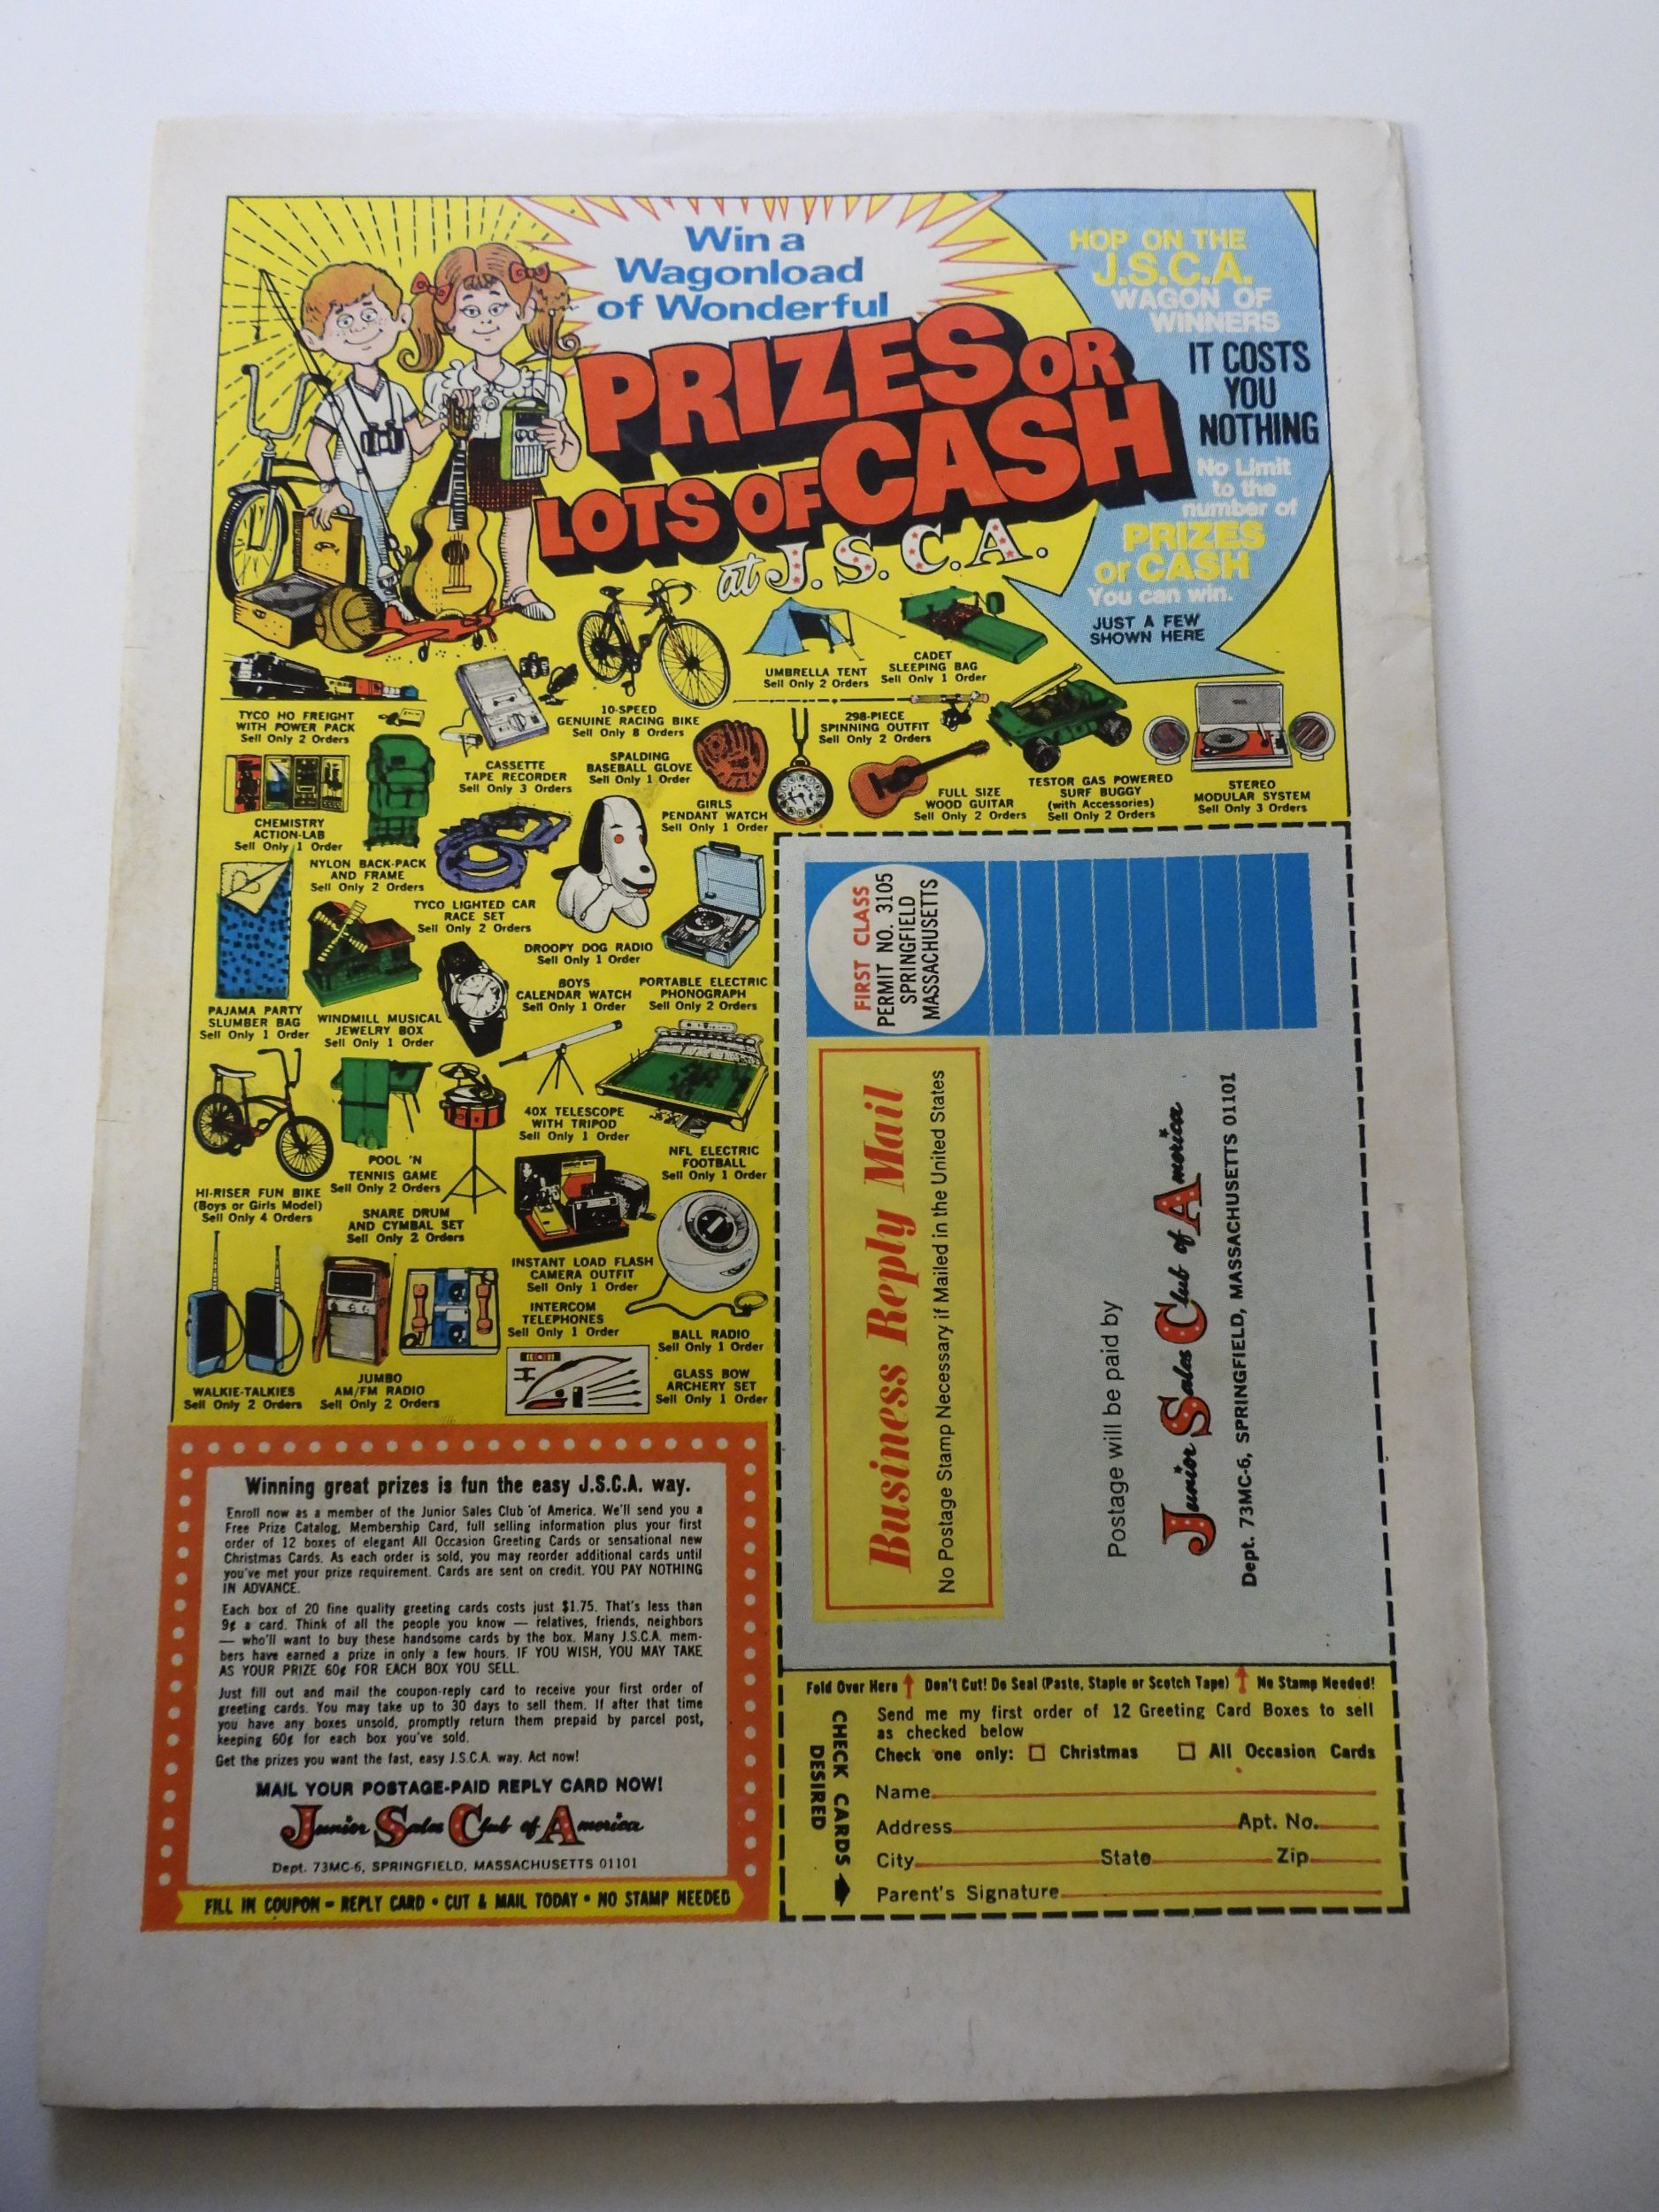 Win a
Wagonload
of Wonderful
PRIZES OR
LOTS OF CASH
at J.S.C.A.
HOP ON THE
J.S.C.A.
WAGON OF
WINNERS
IT COSTS
YOU
NOTHING
No Limit
to the
number of
PRIZES
or CASH
You can win.
JUST A FEW
SHOWN HERE
UMBRELLA TENT
Sell Only 2 Orders
CADET
SLEEPING BAG
Sell Only 1 Order
TYCO HO FREIGHT
WITH POWER PACK
Sell Only 2 Orders
10-SPEED
GENUINE RACING BIKE
Sell Only 8 Orders
298-PIECE
SPINNING OUTFIT
Sell Only 2 Orders
CASSETTE
TAPE RECORDER
Sell Only 3 Orders
SPALDING
BASEBALL GLOVE
Sell Only 1 Order
GIRLS
PENDANT WATCH
Sell Only 1 Order
FULL SIZE
WOOD GUITAR
Sell Only 2 Orders
TESTOR GAS POWERED
SURF BUGGY
(with Accessories)
Sell Only 2 Orders
STEREO
MODULAR SYSTEM
Sell Only 3 Orders
CHEMISTRY
ACTION-LAB
Sell Only 1 Order
NYLON BACK-PACK
AND FRAME
Sell Only 2 Orders
TYCO LIGHTED CAR
RACE SET
Sell Only 2 Orders
DROOPY DOG RADIO
Sell Only 1 Order
PAJAMA PARTY
SLUMBER BAG
Sell Only 1 Order
WINDMILL MUSICAL
JEWELRY BOX
Sell Only 1 Order
BOYS
CALENDAR WATCH
Sell Only 1 Order
PORTABLE ELECTRIC
PHONOGRAPH
Sell Only 2 Orders
40X TELESCOPE
WITH TRIPOD
Sell Only 1 Order
NFL ELECTRIC
FOOTBALL
Sell Only 1 Order
HI-RISER FUN BIKE
(Boys or Girls Model)
Sell Only 4 Orders
POOL 'N
TENNIS GAME
Sell Only 2 Orders
SNARE DRUM
AND CYMBAL SET
Sell Only 2 Orders
INSTANT LOAD FLASH
CAMERA OUTFIT
Sell Only 1 Order
INTERCOM
TELEPHONES
Sell Only 1 Order
BALL RADIO
Sell Only 1 Order
WALKIE-TALKIES
Sell Only 2 Orders
JUMBO
AM/FM RADIO
Sell Only 2 Orders
GLASS BOW
ARCHERY SET
Sell Only 1 Order
Winning great prizes is fun the easy J.S.C.A. way.
Enroll now as a member of the Junior Sales Club of America. We'll send you a
Free Prize Catalog, Membership Card, full selling information plus your first
order of 12 boxes of elegant All Occasion Greeting Cards or sensational new
Christmas Cards. As each order is sold, you may reorder additional cards until
you've met your prize requirement. Cards are sent on credit. YOU PAY NOTHING
IN ADVANCE.
Each box of 20 fine quality greeting cards costs just $1.75. That's less than
9¢ a card. Think of all the people you know — relatives, friends, neighbors
— who'll want to buy these handsome cards by the box. Many J.S.C.A. mem-
bers have earned a prize in only a few hours. IF YOU WISH, YOU MAY TAKE
AS YOUR PRIZE 60¢ FOR EACH BOX YOU SELL.
Just fill out and mail the coupon-reply card to receive your first order of
greeting cards. You may take up to 30 days to sell them. If after that time
you have any boxes unsold, promptly return them prepaid by parcel post,
keeping 60¢ for each box you've sold.
Get the prizes you want the fast, easy J.S.C.A. way. Act now!
MAIL YOUR POSTAGE-PAID REPLY CARD NOW!
Junior Sales Club of America
Dept. 73MC-6, SPRINGFIELD, MASSACHUSETTS 01101
FILL IN COUPON – REPLY CARD • CUT & MAIL TODAY • NO STAMP NEEDED
FIRST CLASS
PERMIT NO. 3105
SPRINGFIELD
MASSACHUSETTS
Business Reply Mail
No Postage Stamp Necessary if Mailed in the United States
Postage will be paid by
Junior Sales Club of America
Dept. 73MC-6, SPRINGFIELD, MASSACHUSETTS 01101
Fold Over Here Don't Cut! Do Seal (Paste, Staple or Scotch Tape) No Stamp Needed!
CHECK CARDS
DESIRED
Send me my first order of 12 Greeting Card Boxes to sell
as checked below
Check one only: Christmas All Occasion Cards
Name
Address Apt. No.
City State Zip
Parent's Signature